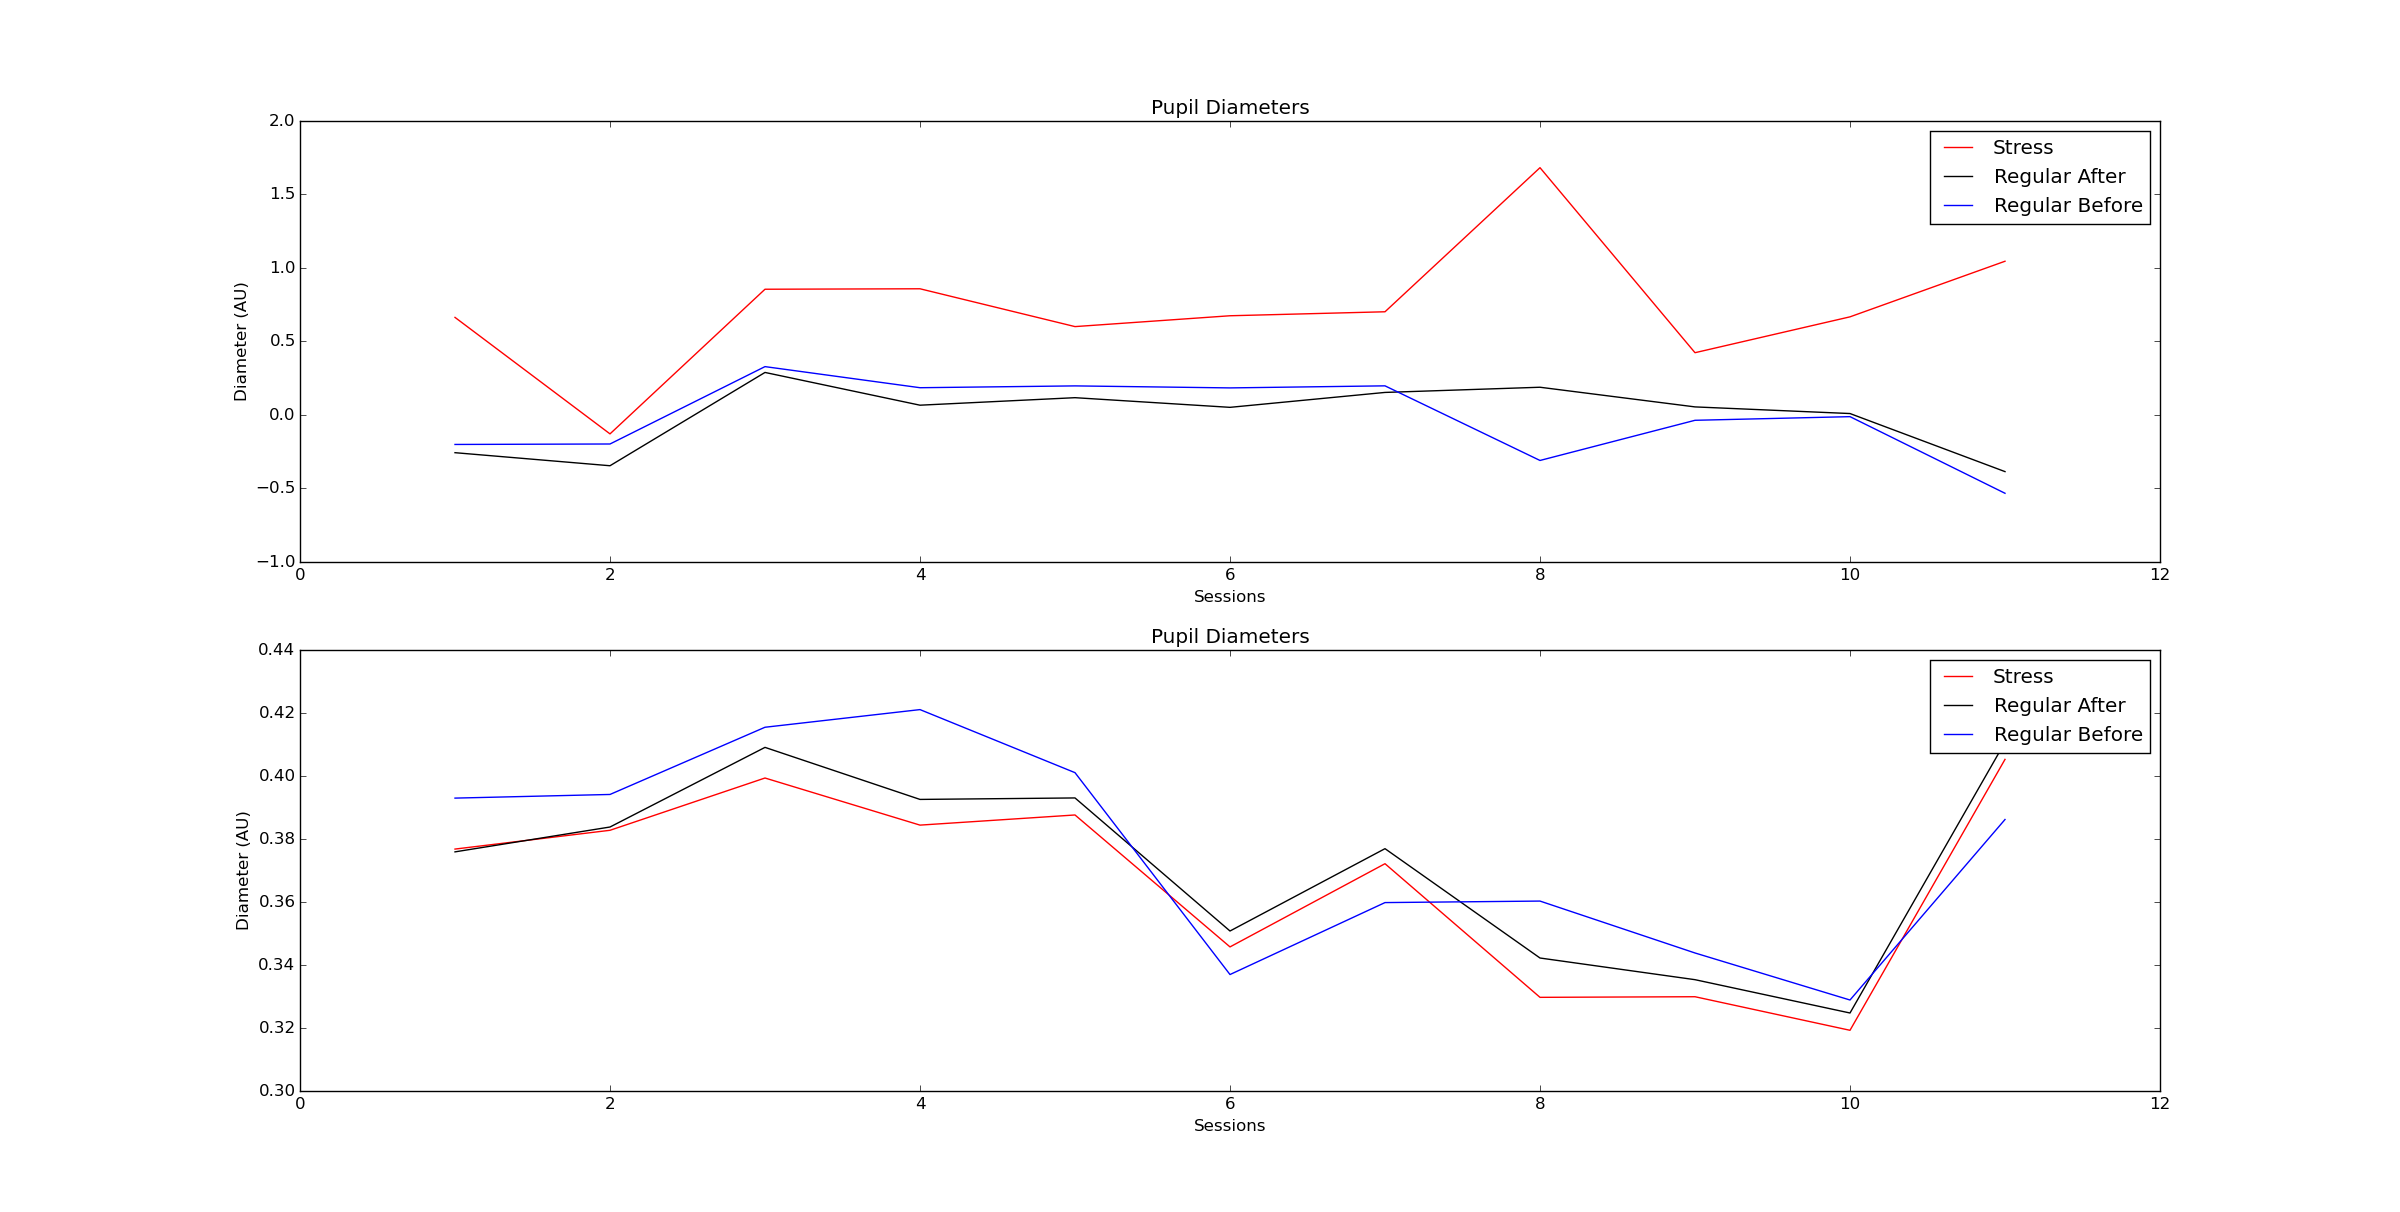 Pupil Diameters
2.0
1.5
1.0
0.5
0.0
−0.5
−1.0
Diameter (AU)
Stress
Regular After
Regular Before
0 2 4 6 8 10 12
Sessions
Pupil Diameters
0.44
0.42
0.40
0.38
0.36
0.34
0.32
0.30
Diameter (AU)
Stress
Regular After
Regular Before
0 2 4 6 8 10 12
Sessions